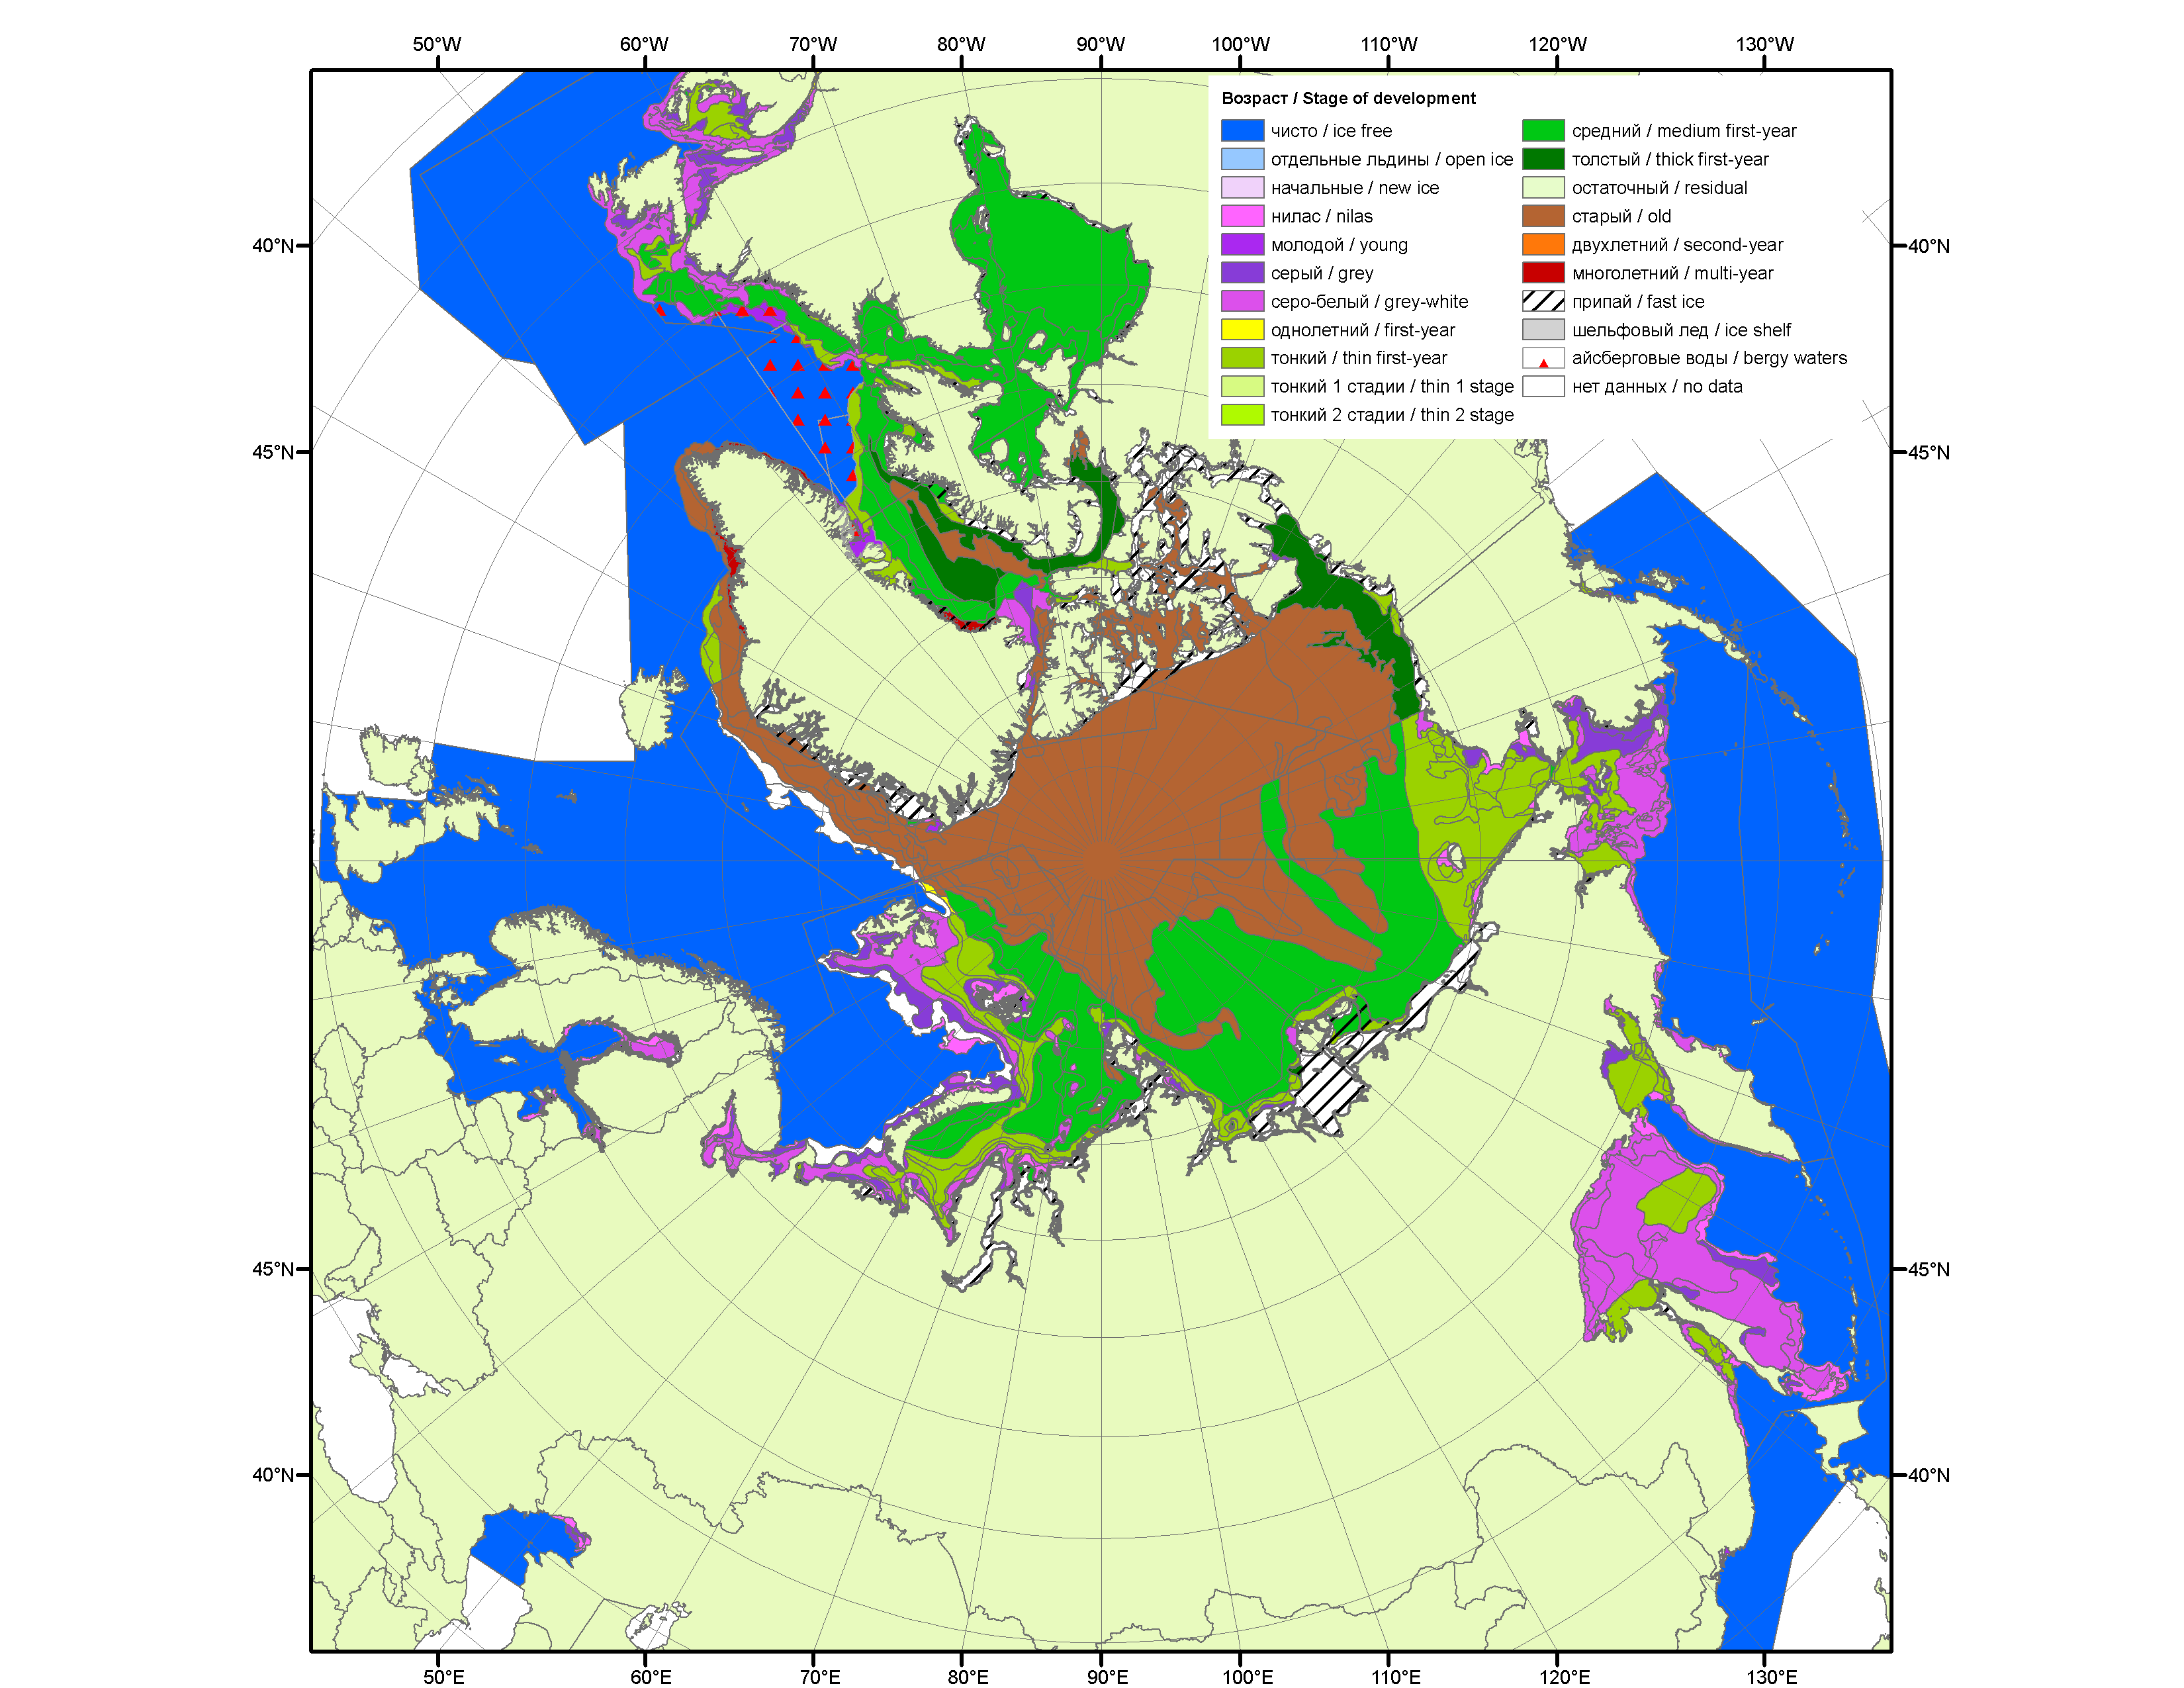 50°W 60°W 70°W 80°W 90°W 100°W 110°W 120°W 130°W
Возраст / Stage of development
чисто / ice free
отдельные льдины / open ice
начальные / new ice
нилас / nilas
молодой / young
серый / grey
серо-белый / grey-white
однолетний / first-year
тонкий / thin first-year
тонкий 1 стадии / thin 1 stage
тонкий 2 стадии / thin 2 stage
средний / medium first-year
толстый / thick first-year
остаточный / residual
старый / old
двухлетний / second-year
многолетний / multi-year
припай / fast ice
шельфовый лед / ice shelf
айсберговые воды / bergy waters
нет данных / no data
40°N 40°N
45°N 45°N
45°N 45°N
40°N 40°N
50°E 60°E 70°E 80°E 90°E 100°E 110°E 120°E 130°E